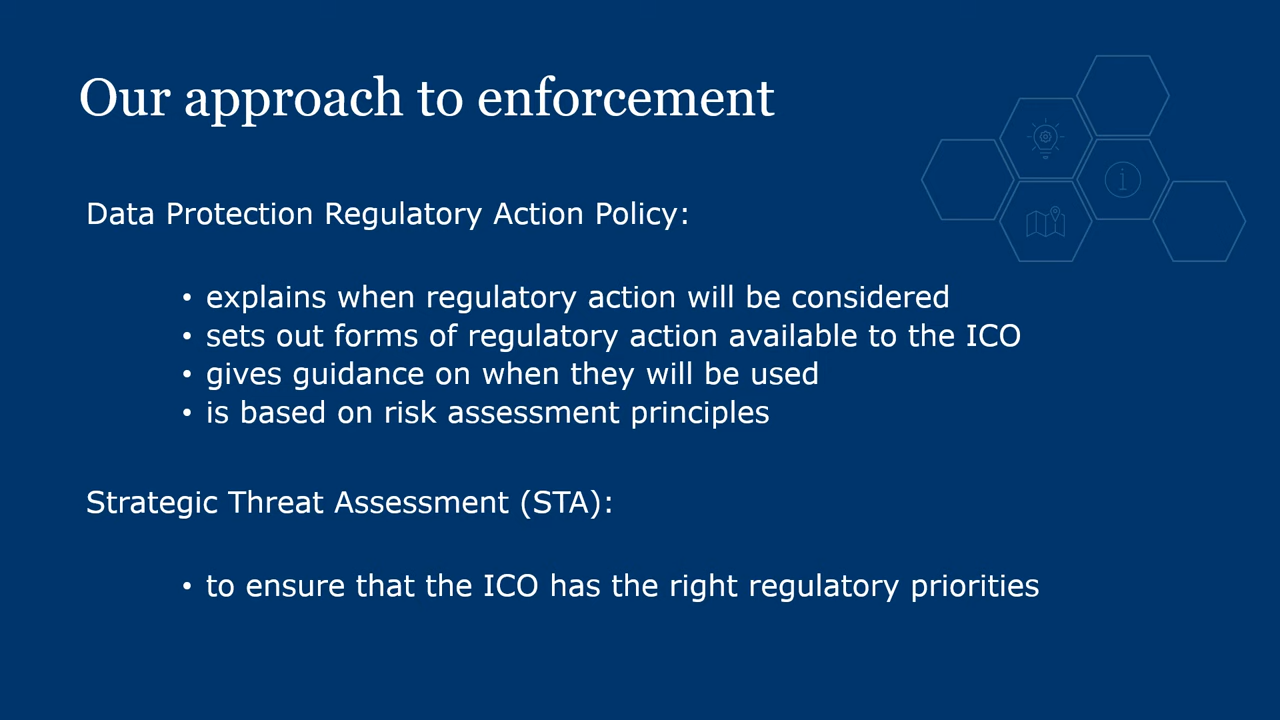 Our approach to enforcement
Data Protection Regulatory Action Policy:
• explains when regulatory action will be considered
• sets out forms of regulatory action available to the ICO
• gives guidance on when they will be used
• is based on risk assessment principles
Strategic Threat Assessment (STA):
• to ensure that the ICO has the right regulatory priorities